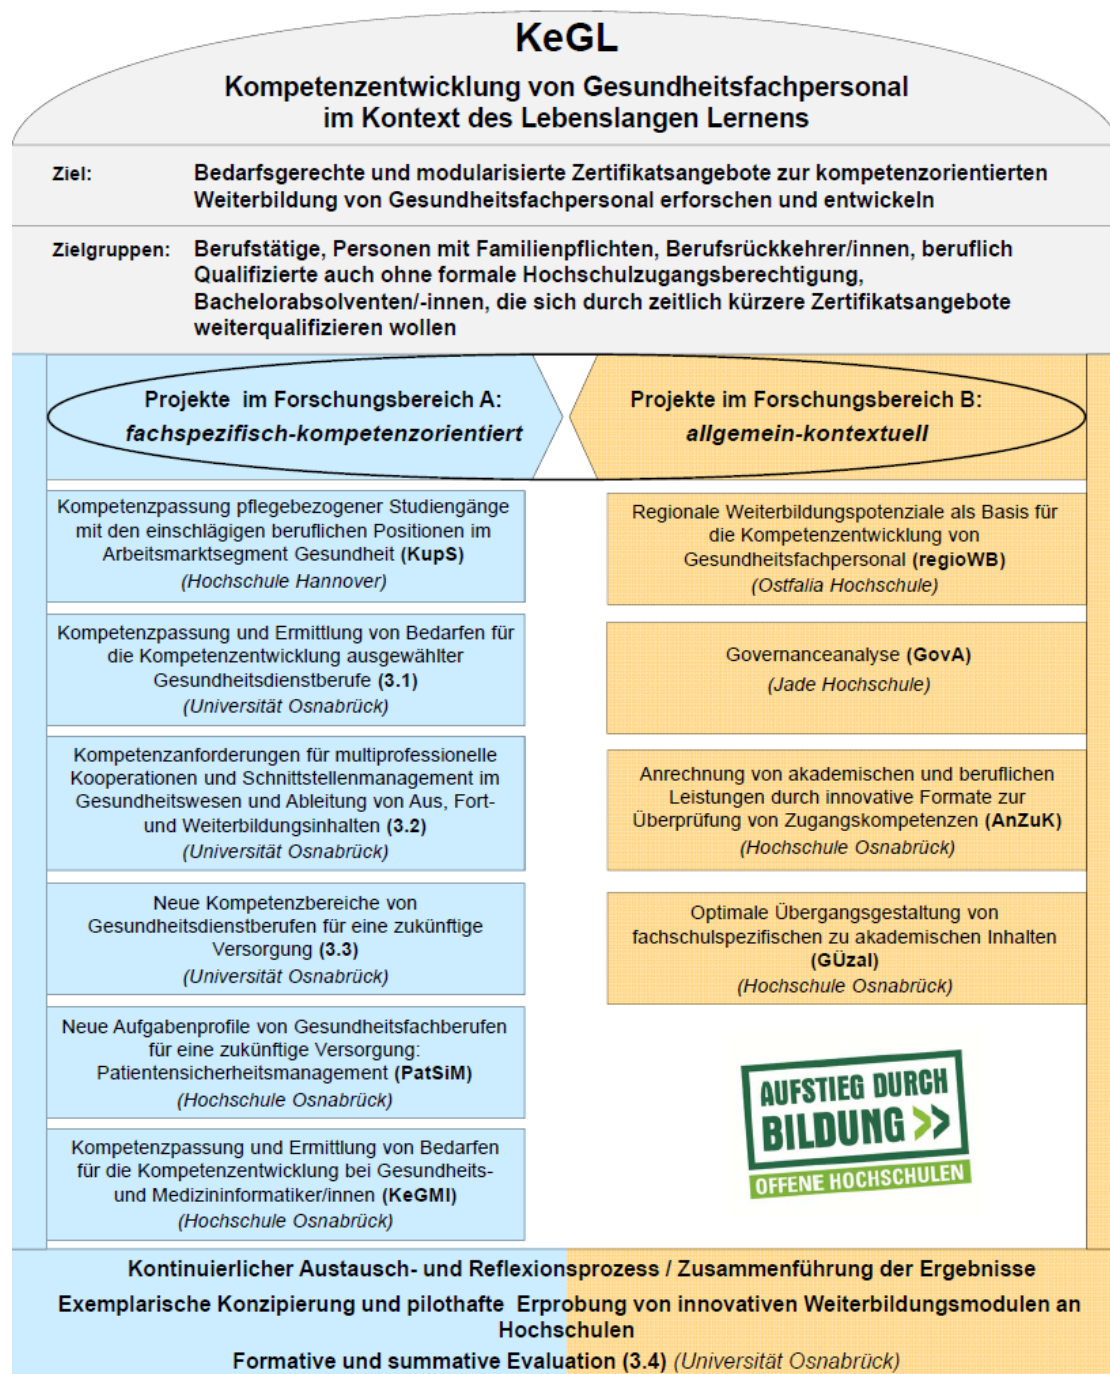 KeGL
Kompetenzentwicklung von Gesundheitsfachpersonal
im Kontext des Lebenslangen Lernens
Ziel:
Bedarfsgerechte und modularisierte Zertifikatsangebote zur kompetenzorientierten
Weiterbildung von Gesundheitsfachpersonal erforschen und entwickeln
Zielgruppen:
Berufstätige, Personen mit Familienpflichten, Berufsrückkehrer/innen, beruflich
Qualifizierte auch ohne formale Hochschulzugangsberechtigung,
Bachelorabsolventen/-innen, die sich durch zeitlich kürzere Zertifikatsangebote
weiterqualifizieren wollen
Projekte im Forschungsbereich A:
fachspezifisch-kompetenzorientiert
Kompetenzpassung pflegebezogener Studiengänge
mit den einschlägigen beruflichen Positionen im
Arbeitsmarktsegment Gesundheit (KupS)
(Hochschule Hannover)
Kompetenzpassung und Ermittlung von Bedarfen für
die Kompetenzentwicklung ausgewählter
Gesundheitsdienstberufe (3.1)
(Universität Osnabrück)
Kompetenzanforderungen für multiprofessionelle
Kooperationen und Schnittstellenmanagement im
Gesundheitswesen und Ableitung von Aus, Fort-
und Weiterbildungsinhalten (3.2)
(Universität Osnabrück)
Neue Kompetenzbereiche von
Gesundheitsdienstberufen für eine zukünftige
Versorgung (3.3)
(Universität Osnabrück)
Neue Aufgabenprofile von Gesundheitsfachberufen
für eine zukünftige Versorgung:
Patientensicherheitsmanagement (PatSiM)
(Hochschule Osnabrück)
Kompetenzpassung und Ermittlung von Bedarfen
für die Kompetenzentwicklung bei Gesundheits-
und Medizininformatiker/innen (KeGMI)
(Hochschule Osnabrück)
Projekte im Forschungsbereich B:
allgemein-kontextuell
Regionale Weiterbildungspotenziale als Basis für
die Kompetenzentwicklung von
Gesundheitsfachpersonal (regioWB)
(Ostfalia Hochschule)
Governanceanalyse (GovA)
(Jade Hochschule)
Anrechnung von akademischen und beruflichen
Leistungen durch innovative Formate zur
Überprüfung von Zugangskompetenzen (AnZuK)
(Hochschule Osnabrück)
Optimale Übergangsgestaltung von
fachschulspezifischen zu akademischen Inhalten
(GÜzaI)
(Hochschule Osnabrück)
AUFSTIEG DURCH
BILDUNG >>
OFFENE HOCHSCHULEN
Kontinuierlicher Austausch- und Reflexionsprozess / Zusammenführung der Ergebnisse
Exemplarische Konzipierung und pilothafte Erprobung von innovativen Weiterbildungsmodulen an
Hochschulen
Formative und summative Evaluation (3.4) (Universität Osnabrück)